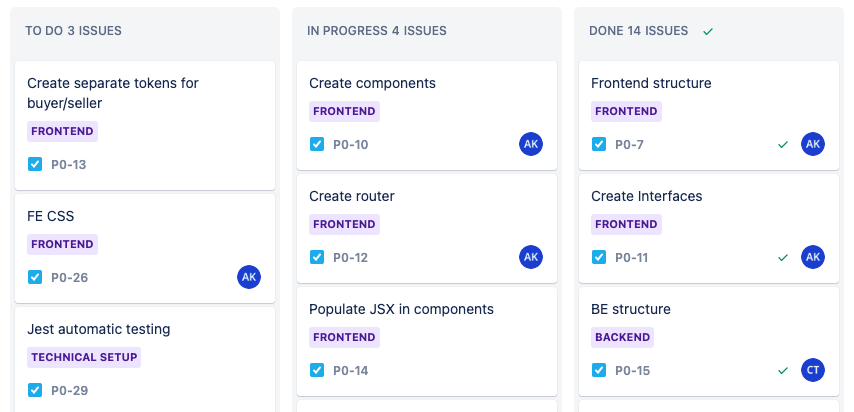 TO DO 3 ISSUES
Create separate tokens for
buyer/seller
FRONTEND
P0-13
FE CSS
FRONTEND
P0-26
AK
Jest automatic testing
TECHNICAL SETUP
P0-29
IN PROGRESS 4 ISSUES
Create components
FRONTEND
P0-10
AK
Create router
FRONTEND
P0-12
AK
Populate JSX in components
FRONTEND
P0-14
DONE 14 ISSUES
Frontend structure
FRONTEND
P0-7
AK
Create Interfaces
FRONTEND
P0-11
AK
BE structure
BACKEND
P0-15
CT